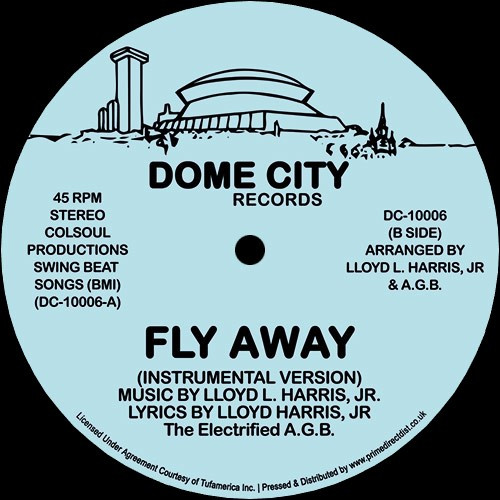 DOME CITY
RECORDS
45 RPM
STEREO
COLSOUL
PRODUCTIONS
SWING BEAT
SONGS (BMI)
(DC-10006-A)
DC-10006
(B SIDE)
ARRANGED BY
LLOYD L. HARRIS, JR
& A.G.B.
FLY AWAY
(INSTRUMENTAL VERSION)
MUSIC BY LLOYD L. HARRIS, JR.
LYRICS BY LLOYD HARRIS, JR
The Electrified A.G.B.
Licensed Under Agreement Courtesy of Tufamerica Inc. | Pressed & Distributed by www.primedirectdist.co.uk